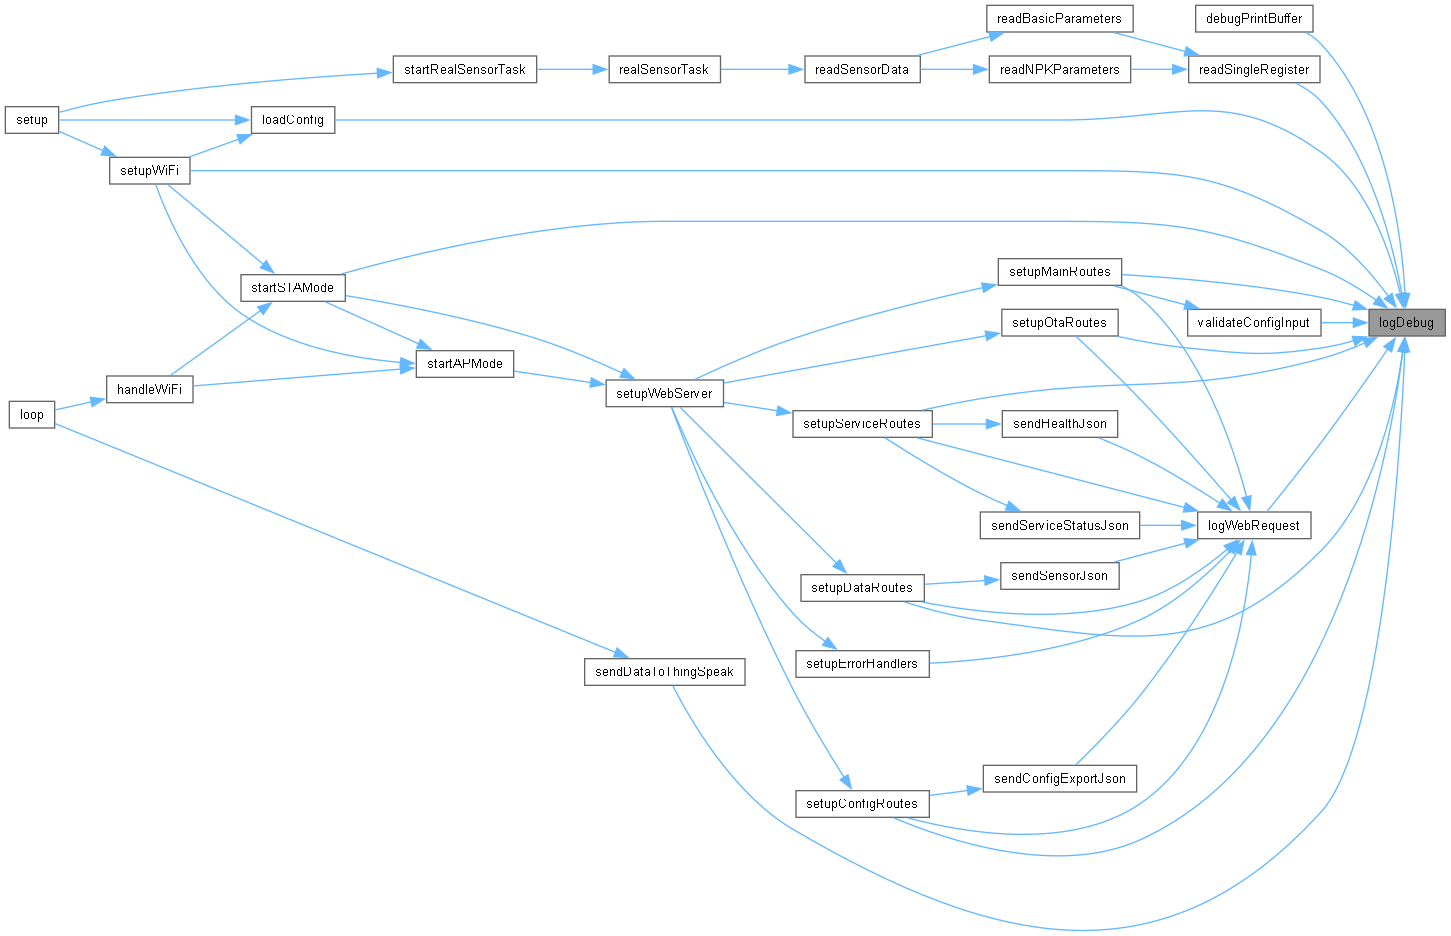 readBasicParameters
debugPrintBuffer
startRealSensorTask
realSensorTask
readSensorData
readNPKParameters
readSingleRegister
setup
loadConfig
setupWiFi
startSTAMode
setupMainRoutes
setupOtaRoutes
validateConfigInput
logDebug
startAPMode
handleWiFi
setupWebServer
loop
setupServiceRoutes
sendHealthJson
sendServiceStatusJson
logWebRequest
sendSensorJson
setupDataRoutes
setupErrorHandlers
sendDataToThingSpeak
sendConfigExportJson
setupConfigRoutes